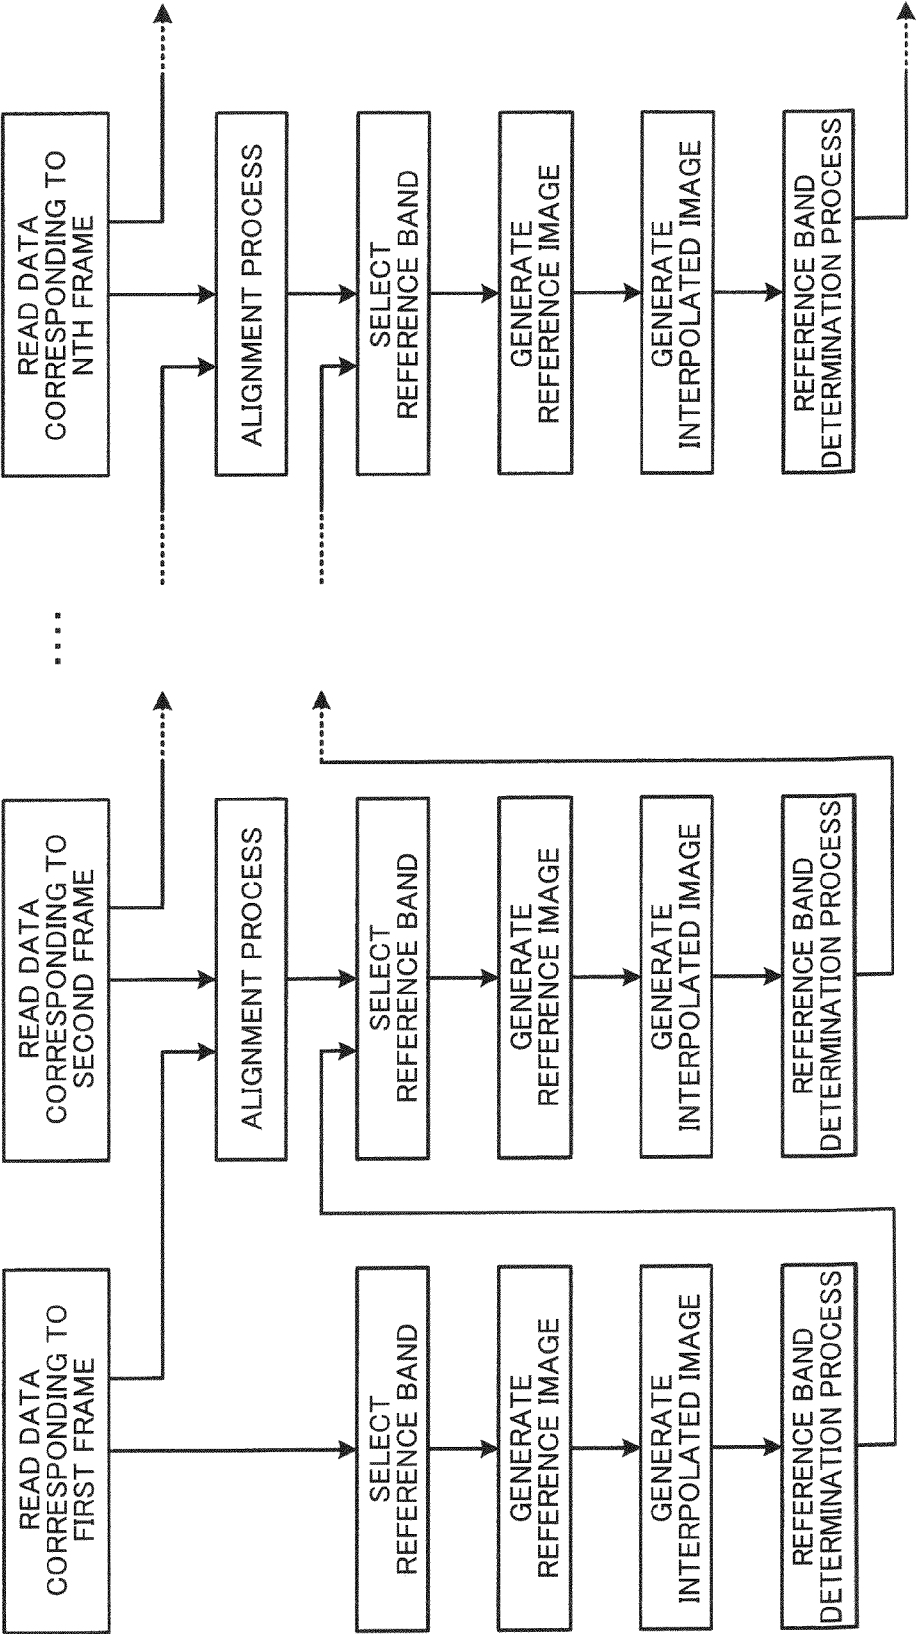 READ DATA
CORRESPONDING TO
FIRST FRAME
SELECT
REFERENCE BAND
GENERATE
REFERENCE IMAGE
GENERATE
INTERPOLATED IMAGE
REFERENCE BAND
DETERMINATION PROCESS
READ DATA
CORRESPONDING TO
SECOND FRAME
ALIGNMENT PROCESS
SELECT
REFERENCE BAND
GENERATE
REFERENCE IMAGE
GENERATE
INTERPOLATED IMAGE
REFERENCE BAND
DETERMINATION PROCESS
....
READ DATA
CORRESPONDING TO
NTH FRAME
ALIGNMENT PROCESS
SELECT
REFERENCE BAND
GENERATE
REFERENCE IMAGE
GENERATE
INTERPOLATED IMAGE
REFERENCE BAND
DETERMINATION PROCESS